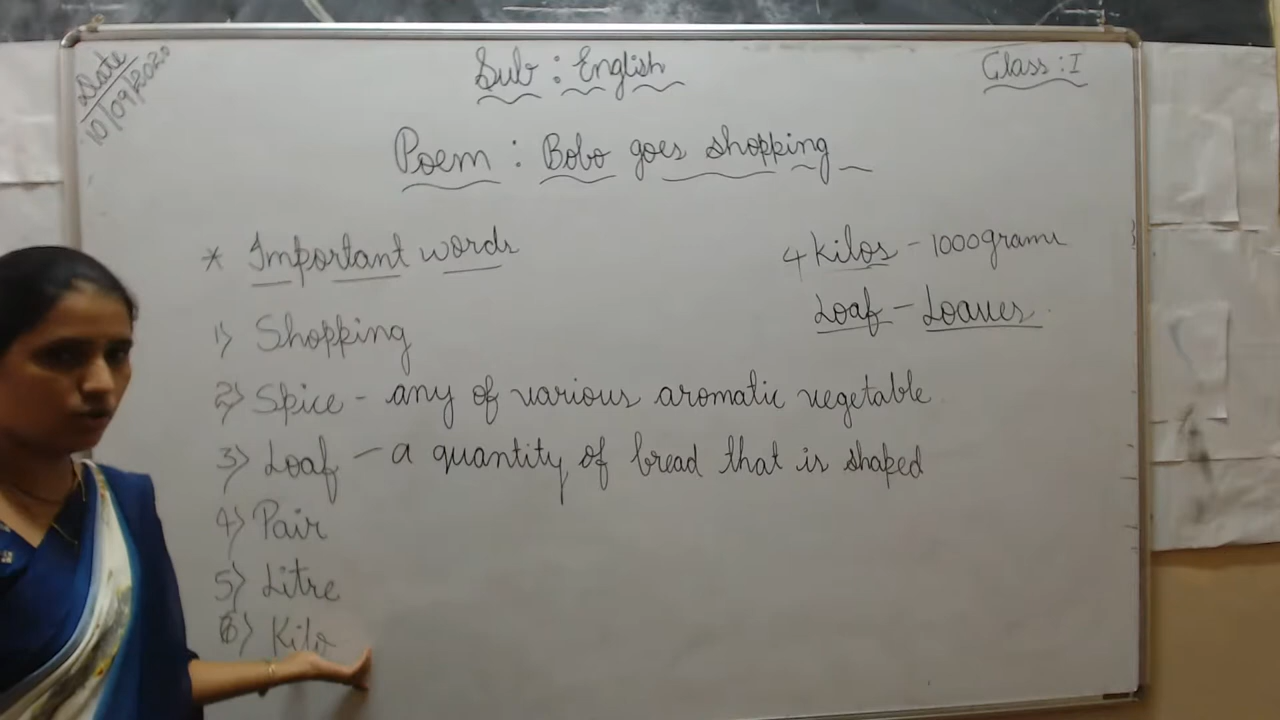 Date
10/09/2020
Sub : English
Class : I
Poem : Bobo goes shopping
* Important words
4 Kilos - 1000grams
Loaf - Loaves
1) Shopping
2) Spice - any of various aromatic vegetable
3) Loaf - a quantity of bread that is shaped
4) Pair
5) Litre
6) Kilo